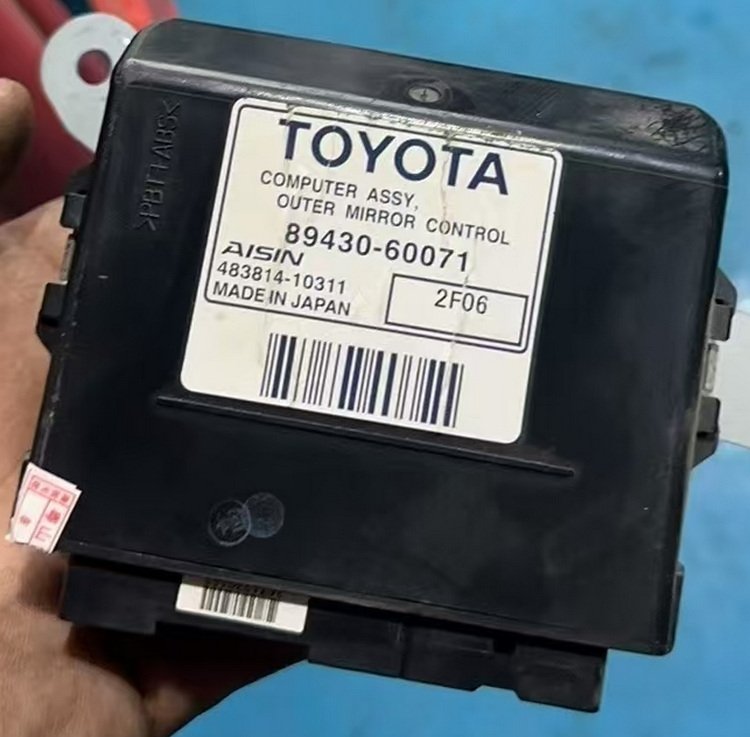 TOYOTA
COMPUTER ASSY,
OUTER MIRROR CONTROL
89430-60071
AISIN
483814-10311
MADE IN JAPAN
2F06
>PBT+ABS<
E